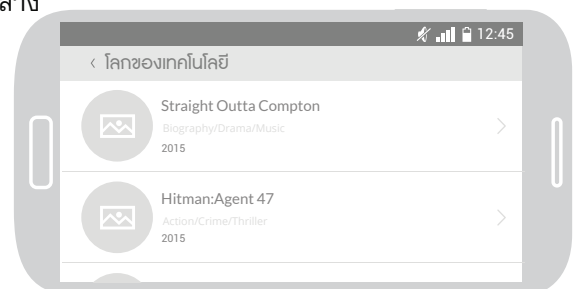 12:45
‹ โลกของเทคโนโลยี
Straight Outta Compton
Biography/Drama/Music
2015
Hitman:Agent 47
Action/Crime/Thriller
2015